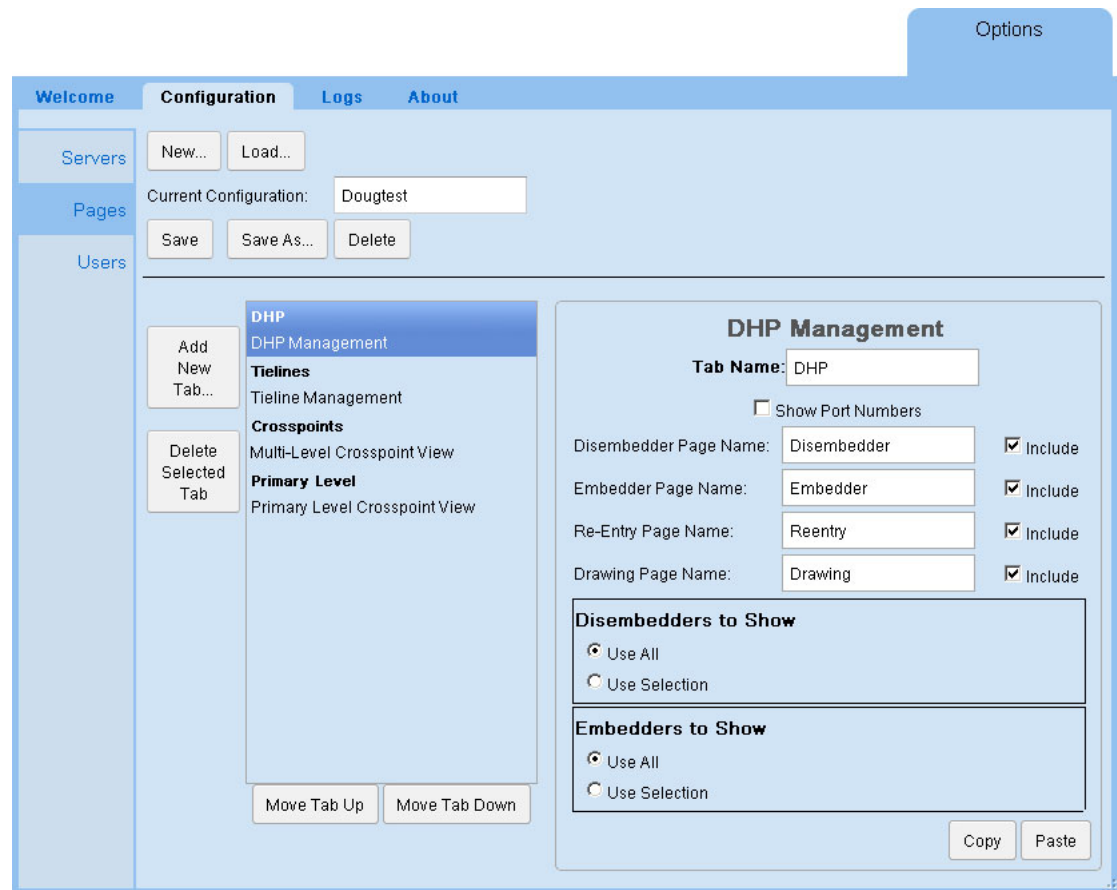 Options
Welcome Configuration Logs About
Servers
Pages
Users
New... Load...
Current Configuration: Dougtest
Save Save As... Delete
Add
New
Tab...
Delete
Selected
Tab
DHP
DHP Management
Tielines
Tieline Management
Crosspoints
Multi-Level Crosspoint View
Primary Level
Primary Level Crosspoint View
Move Tab Up Move Tab Down
DHP Management
Tab Name: DHP
Show Port Numbers
Disembedder Page Name: Disembedder Include
Embedder Page Name: Embedder Include
Re-Entry Page Name: Reentry Include
Drawing Page Name: Drawing Include
Disembedders to Show
Use All
Use Selection
Embedders to Show
Use All
Use Selection
Copy Paste